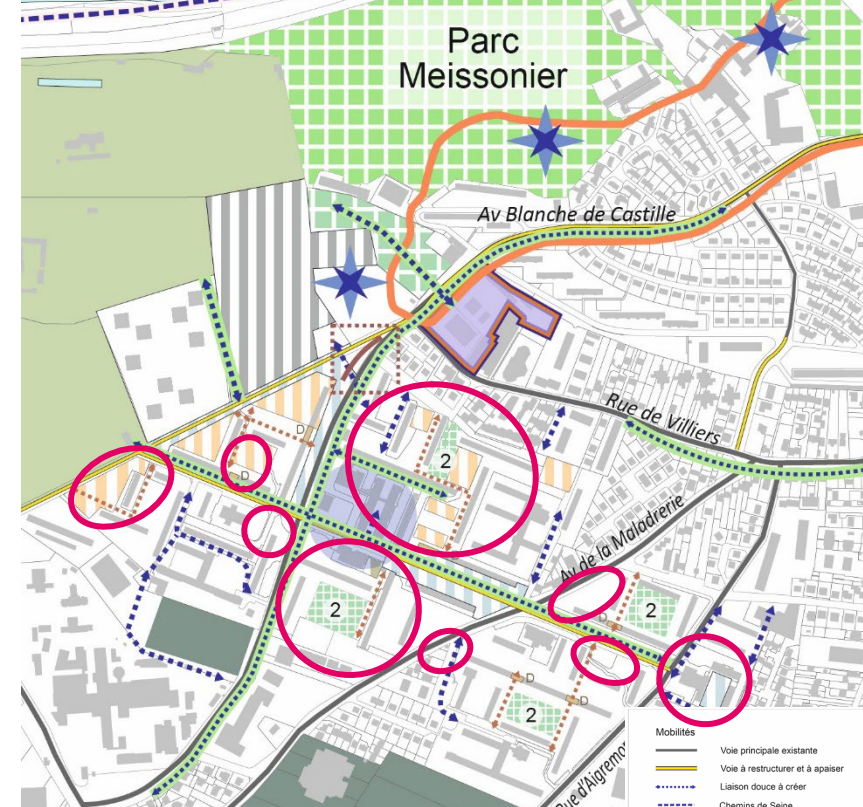 Parc
Meissonier
Av Blanche de Castille
Rue de Villiers
D
2
D
Av de la Maladrerie
2
2
D
D
D
2
Rue d'Aigremon
Mobilités
Voie principale existante
Voie à restructurer et à apaiser
Liaison douce à créer
Chemins de Seine